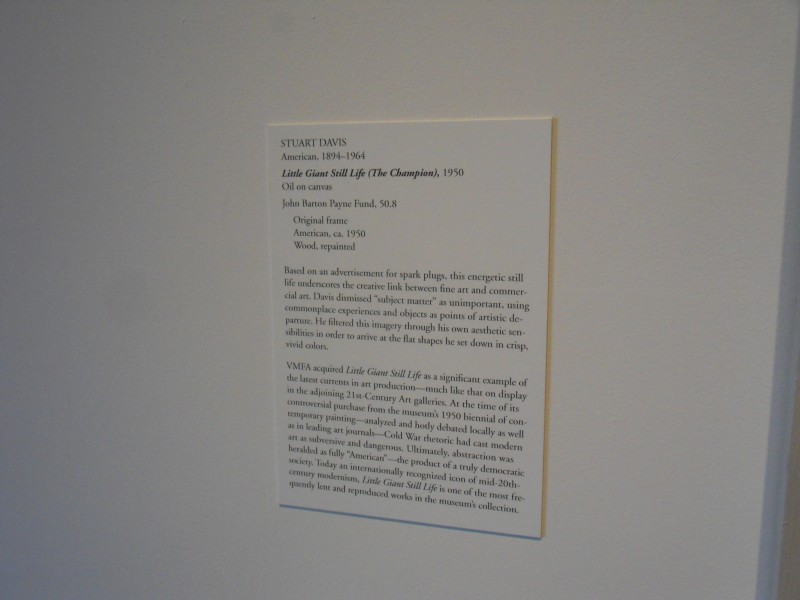 STUART DAVIS
American, 1894–1964
Little Giant Still Life (The Champion), 1950
Oil on canvas
John Barton Payne Fund, 50.8
Original frame
American, ca. 1950
Wood, repainted
Based on an advertisement for spark plugs, this energetic still
life underscores the creative link between fine art and commer-
cial art. Davis dismissed “subject matter” as unimportant, using
commonplace experiences and objects as points of artistic de-
parture. He filtered this imagery through his own aesthetic sen-
sibilities in order to arrive at the flat shapes he set down in crisp,
vivid colors.
VMFA acquired Little Giant Still Life as a significant example of
the latest currents in art production—much like that on display
in the adjoining 21st-Century Art galleries. At the time of its
controversial purchase from the museum’s 1950 biennial of con-
temporary painting—analyzed and hotly debated locally as well
as in leading art journals—Cold War rhetoric had cast modern
art as subversive and dangerous. Ultimately, abstraction was
heralded as fully “American”—the product of a truly democratic
society. Today an internationally recognized icon of mid-20th-
century modernism, Little Giant Still Life is one of the most fre-
quently lent and reproduced works in the museum’s collection.